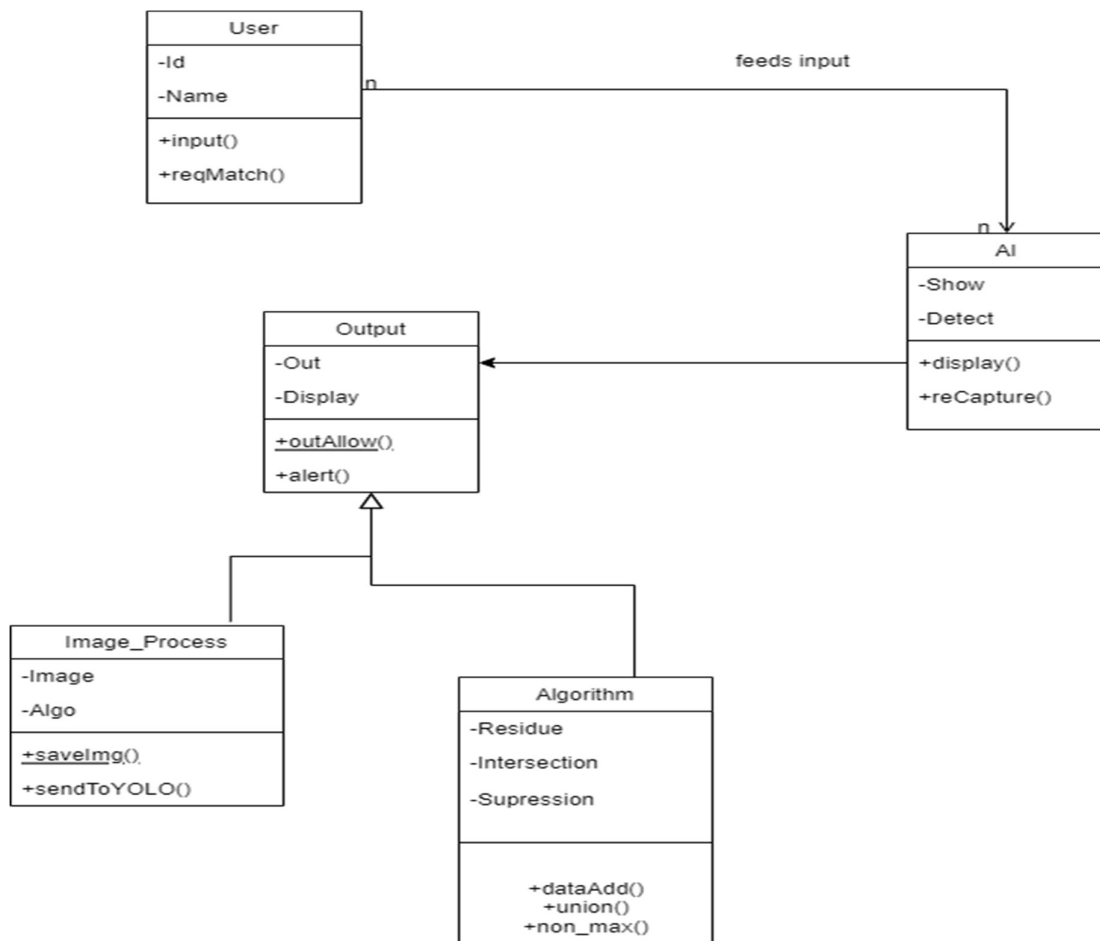 User
-Id
-Name
+input()
+reqMatch()
n
feeds input
n
AI
-Show
-Detect
+display()
+reCapture()
Output
-Out
-Display
+outAllow()
+alert()
Image_Process
-Image
-Algo
+saveImg()
+sendToYOLO()
Algorithm
-Residue
-Intersection
-Supression
+dataAdd()
+union()
+non_max()